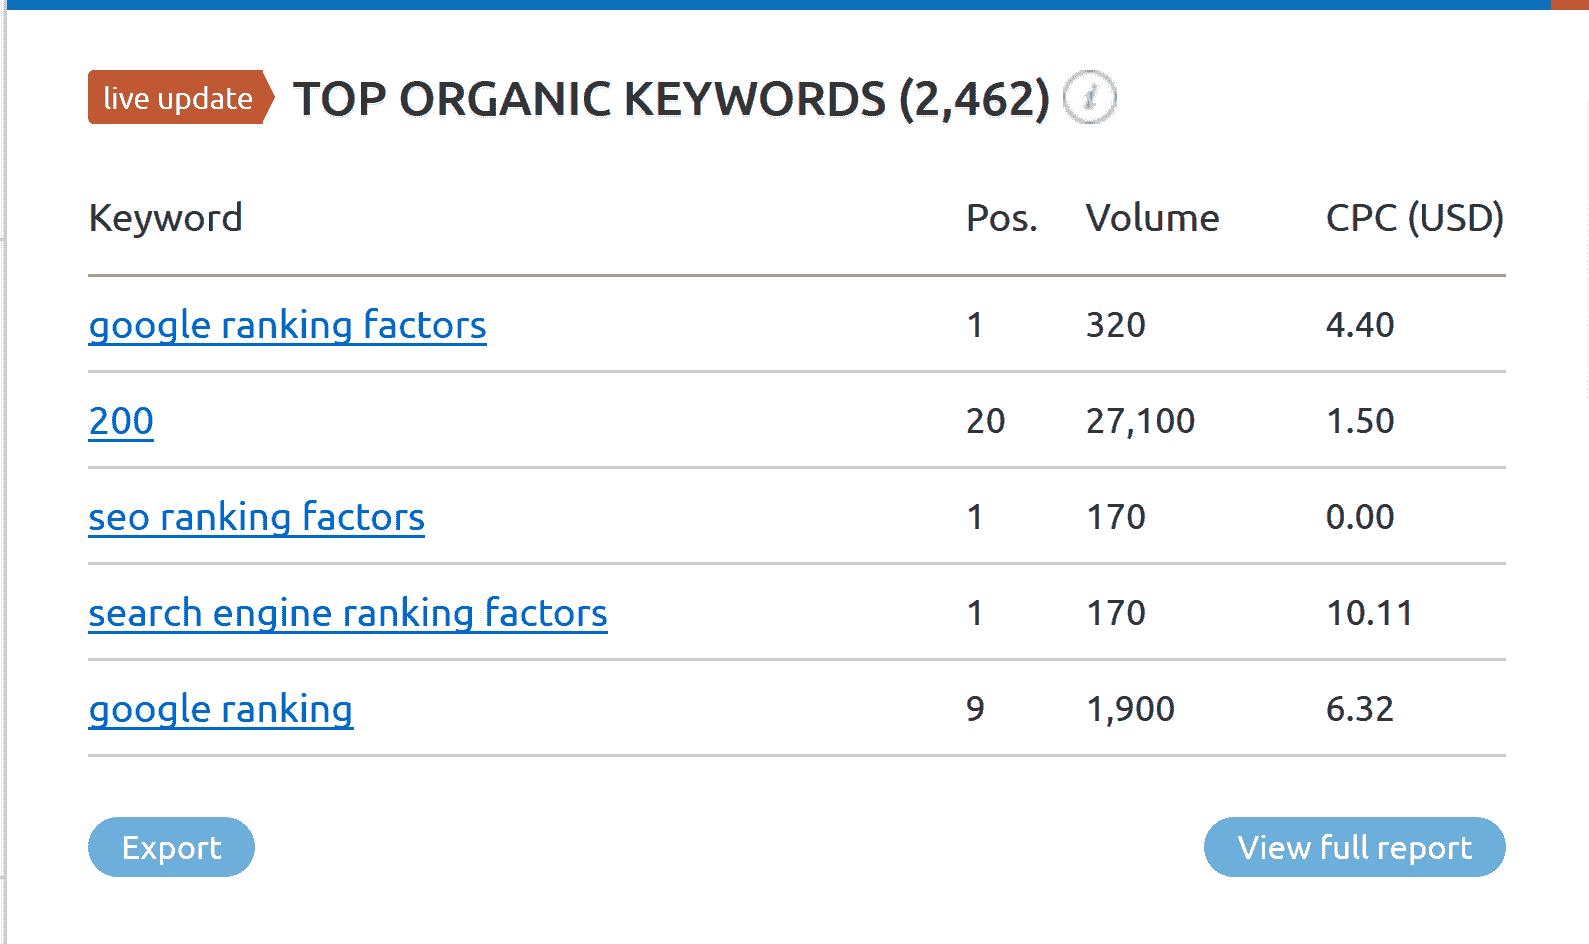 live update TOP ORGANIC KEYWORDS (2,462) i
Keyword Pos. Volume CPC (USD)
google ranking factors 1 320 4.40
200 20 27,100 1.50
seo ranking factors 1 170 0.00
search engine ranking factors 1 170 10.11
google ranking 9 1,900 6.32
Export View full report